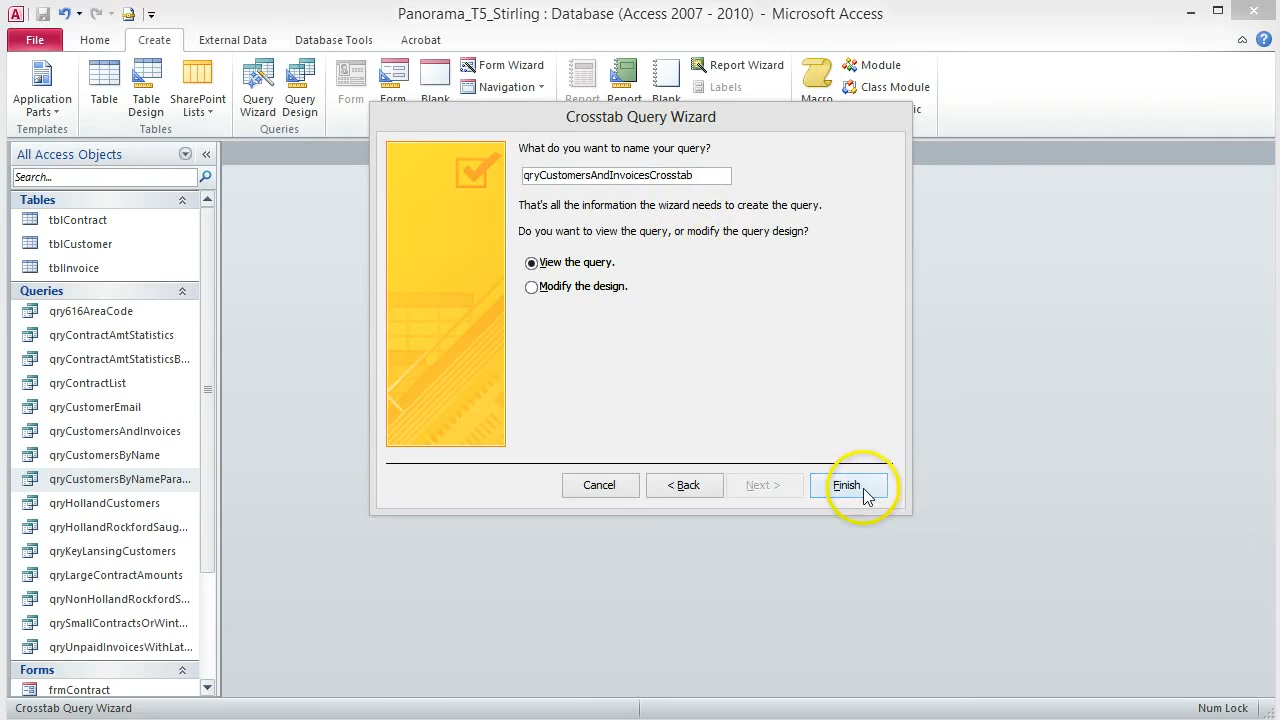 Panorama_T5_Stirling : Database (Access 2007 - 2010) - Microsoft Access
File Home Create External Data Database Tools Acrobat
Application Parts
Templates
Table
Table Design
SharePoint Lists
Tables
Query Wizard
Query Design
Queries
Form
Form
Blank
Form Wizard
Navigation
Report
Report
Blank
Report Wizard
Labels
Macro
Module
Class Module
ic
All Access Objects
Search...
Tables
tblContract
tblCustomer
tblInvoice
Queries
qry616AreaCode
qryContractAmtStatistics
qryContractAmtStatisticsB...
qryContractList
qryCustomerEmail
qryCustomersAndInvoices
qryCustomersByName
qryCustomersByNamePara...
qryHollandCustomers
qryHollandRockfordSaug...
qryKeyLansingCustomers
qryLargeContractAmounts
qryNonHollandRockfordS...
qrySmallContractsOrWint...
qryUnpaidInvoicesWithLat...
Forms
frmContract
Crosstab Query Wizard
What do you want to name your query?
qryCustomersAndInvoicesCrosstab
That's all the information the wizard needs to create the query.
Do you want to view the query, or modify the query design?
View the query.
Modify the design.
Cancel < Back Next > Finish
Crosstab Query Wizard
Num Lock